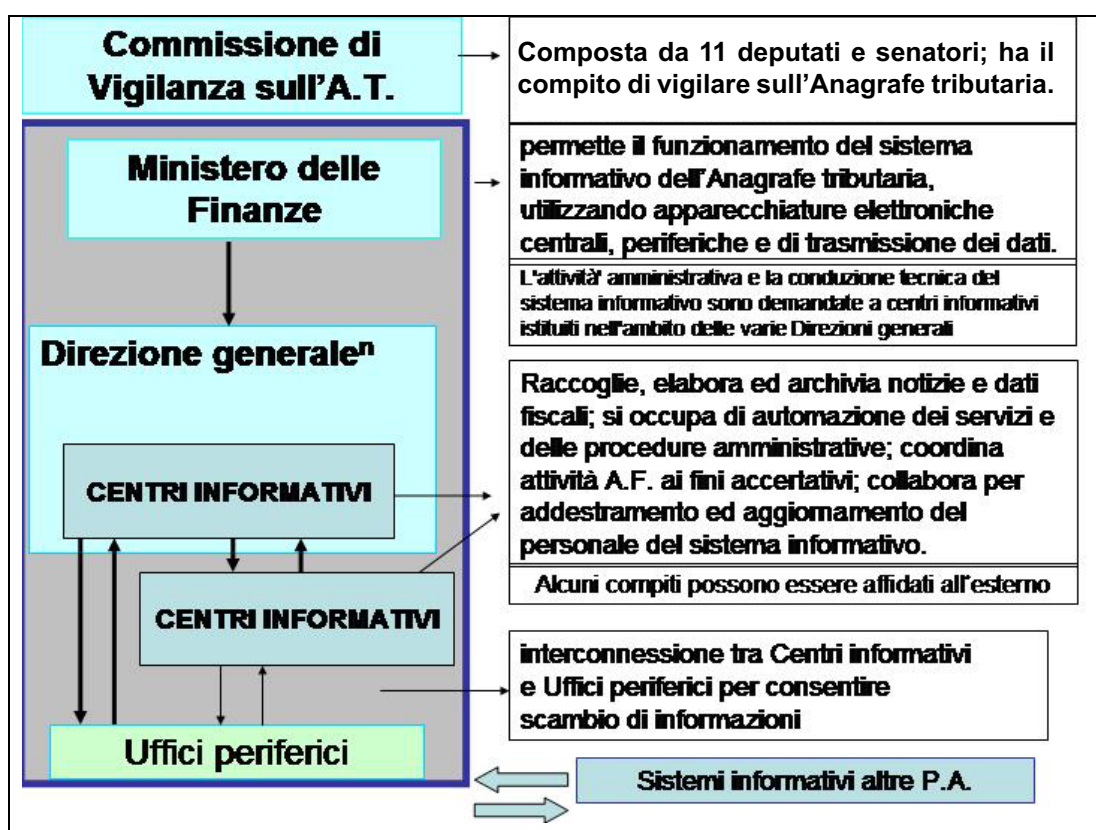 Commissione di
Vigilanza sull'A.T.
Composta da 11 deputati e senatori; ha il
compito di vigilare sull'Anagrafe tributaria.
Ministero delle
Finanze
permette il funzionamento del sistema
informativo dell'Anagrafe tributaria,
utilizzando apparecchiature elettroniche
centrali, periferiche e di trasmissione dei dati.
L'attività' amministrativa e la conduzione tecnica del
sistema informativo sono demandate a centri informativi
istituiti nell'ambito delle varie Direzioni generali
Direzione generaleⁿ
CENTRI INFORMATIVI
Raccoglie, elabora ed archivia notizie e dati
fiscali; si occupa di automazione dei servizi e
delle procedure amministrative; coordina
attività A.F. ai fini accertativi; collabora per
addestramento ed aggiornamento del
personale del sistema informativo.
Alcuni compiti possono essere affidati all'esterno
CENTRI INFORMATIVI
interconnessione tra Centri informativi
e Uffici periferici per consentire
scambio di informazioni
Uffici periferici
Sistemi informativi altre P.A.